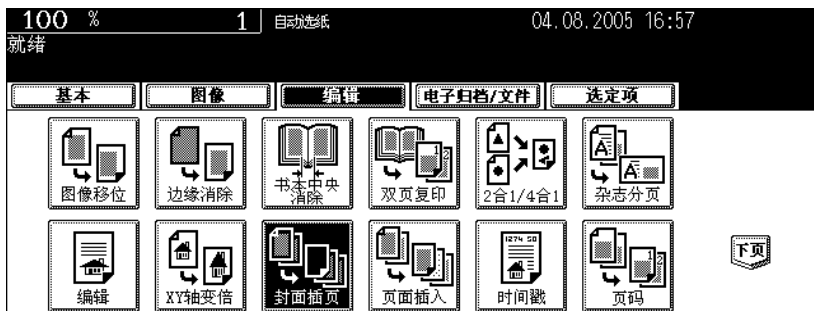 100 % 1 自动选纸 04.08.2005 16:57
就绪
基本 图像 编辑 电子归档/文件 选定项
图像移位 边缘消除 书本中央消除 双页复印 2合1/4合1 杂志分页
下页
编辑 XY轴变倍 封面插页 页面插入 时间戳 页码